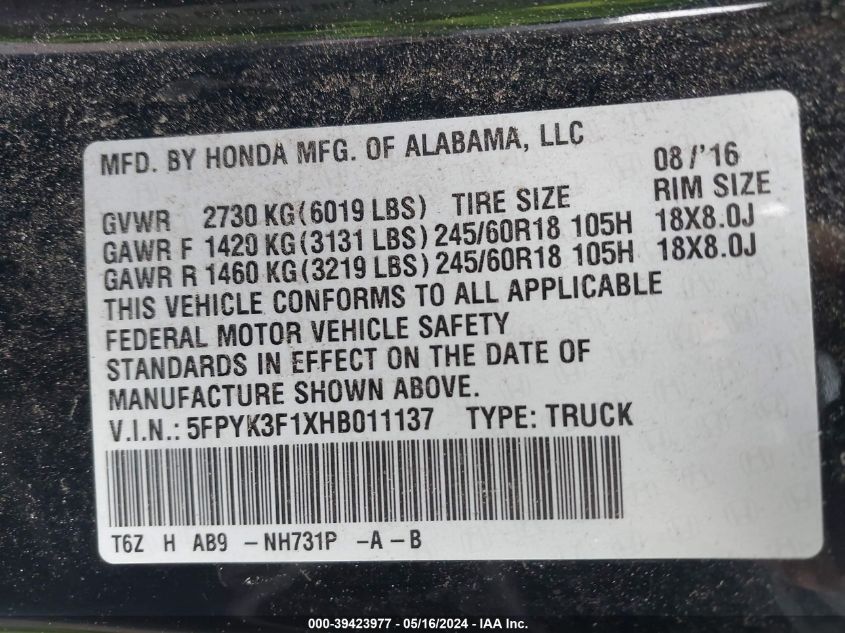 MFD. BY HONDA MFG. OF ALABAMA, LLC 08/'16
GVWR 2730 KG(6019 LBS) TIRE SIZE RIM SIZE
GAWR F 1420 KG(3131 LBS) 245/60R18 105H 18X8.0J
GAWR R 1460 KG(3219 LBS) 245/60R18 105H 18X8.0J
THIS VEHICLE CONFORMS TO ALL APPLICABLE
FEDERAL MOTOR VEHICLE SAFETY
STANDARDS IN EFFECT ON THE DATE OF
MANUFACTURE SHOWN ABOVE.
V.I.N.: 5FPYK3F1XHB011137 TYPE: TRUCK
T6Z H AB9 -NH731P -A -B
000-39423977 - 05/16/2024 - IAA Inc.